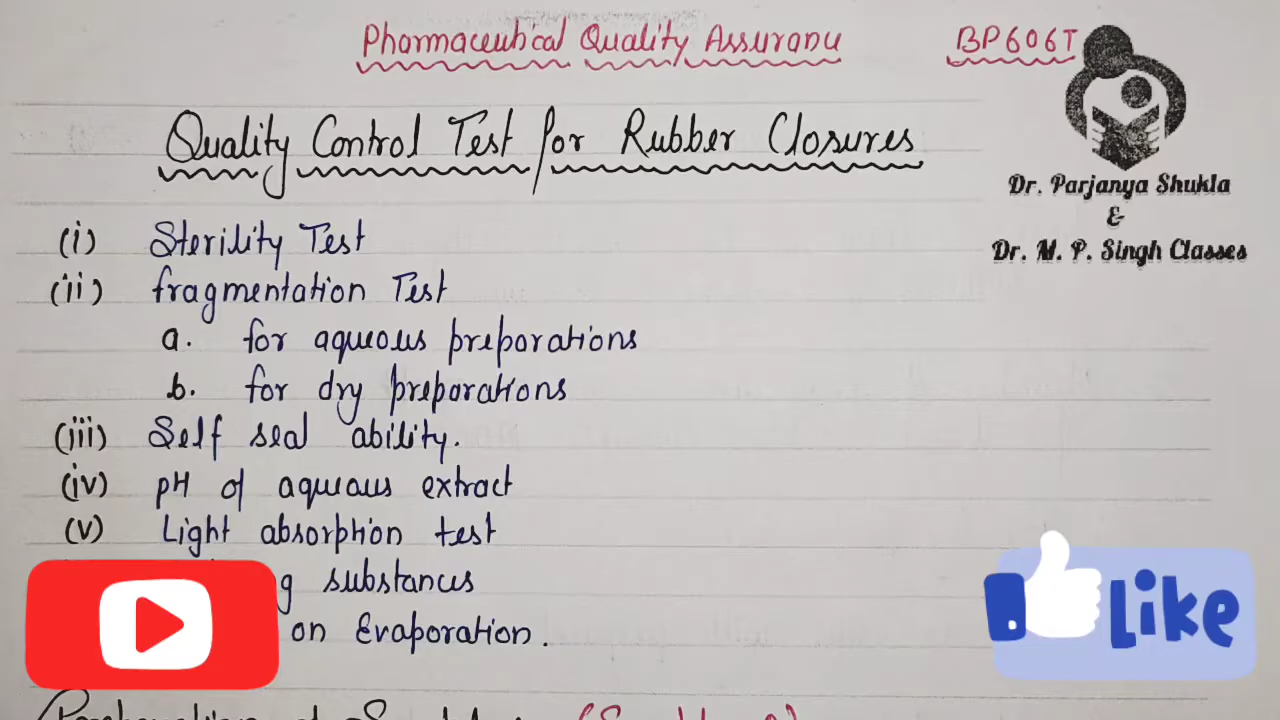 Pharmaceutical Quality Assurance BP606T
Quality Control Test for Rubber Closures
Dr. Parjanya Shukla
&
Dr. M. P. Singh Classes
(i) Sterility Test
(ii) fragmentation Test
a. for aqueous preparations
b. for dry preparations
(iii) Self seal ability.
(iv) pH of aqueous extract
(v) Light absorption test
substances
on Evaporation.
Like